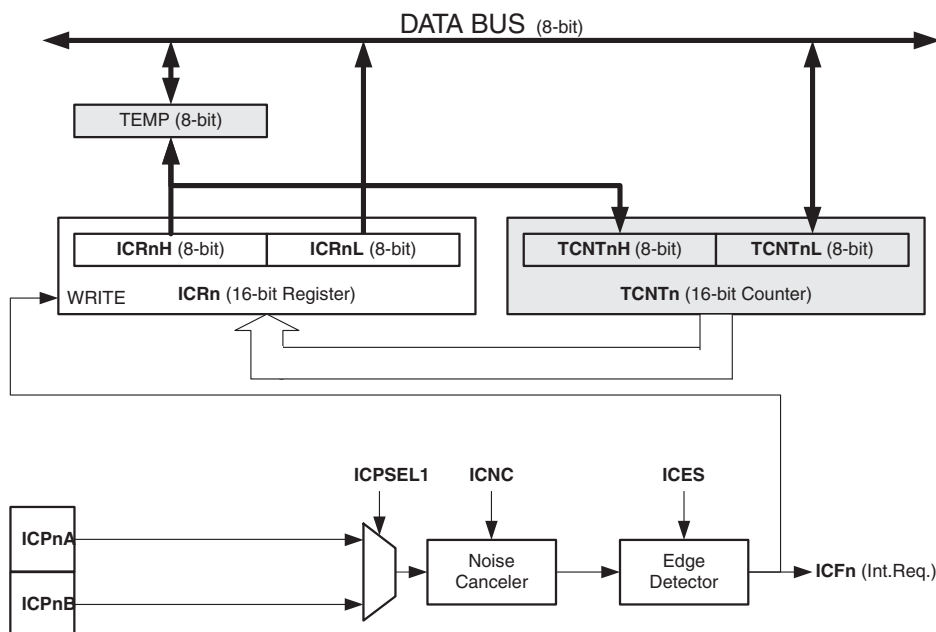 DATA BUS (8-bit)
TEMP (8-bit)
ICRnH (8-bit)
ICRnL (8-bit)
TCNTnH (8-bit)
TCNTnL (8-bit)
WRITE
ICRn (16-bit Register)
TCNTn (16-bit Counter)
ICPSEL1
ICNC
ICES
ICPnA
ICPnB
Noise
Canceler
Edge
Detector
ICFn (Int.Req.)